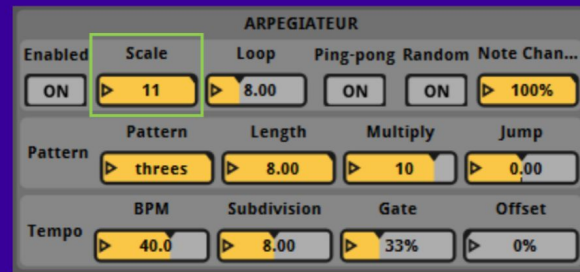 ARPEGIATEUR
Enabled Scale Loop Ping-pong Random Note Chan...
ON 11 8.00 ON ON 100%
Pattern Length Multiply Jump
Pattern
threes 8.00 10 0.00
BPM Subdivision Gate Offset
Tempo
40.0 8.00 33% 0%